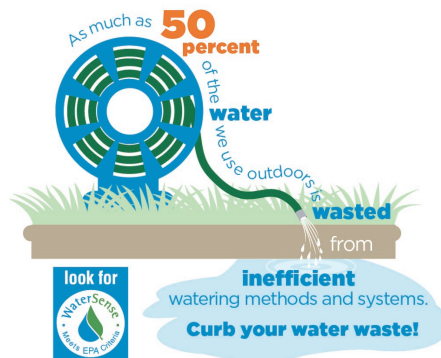 As much as 50
percent
of the
water
we use outdoors is
wasted
from
inefficient
watering methods and systems.
Curb your water waste!
look for
WaterSense
Meets EPA Criteria